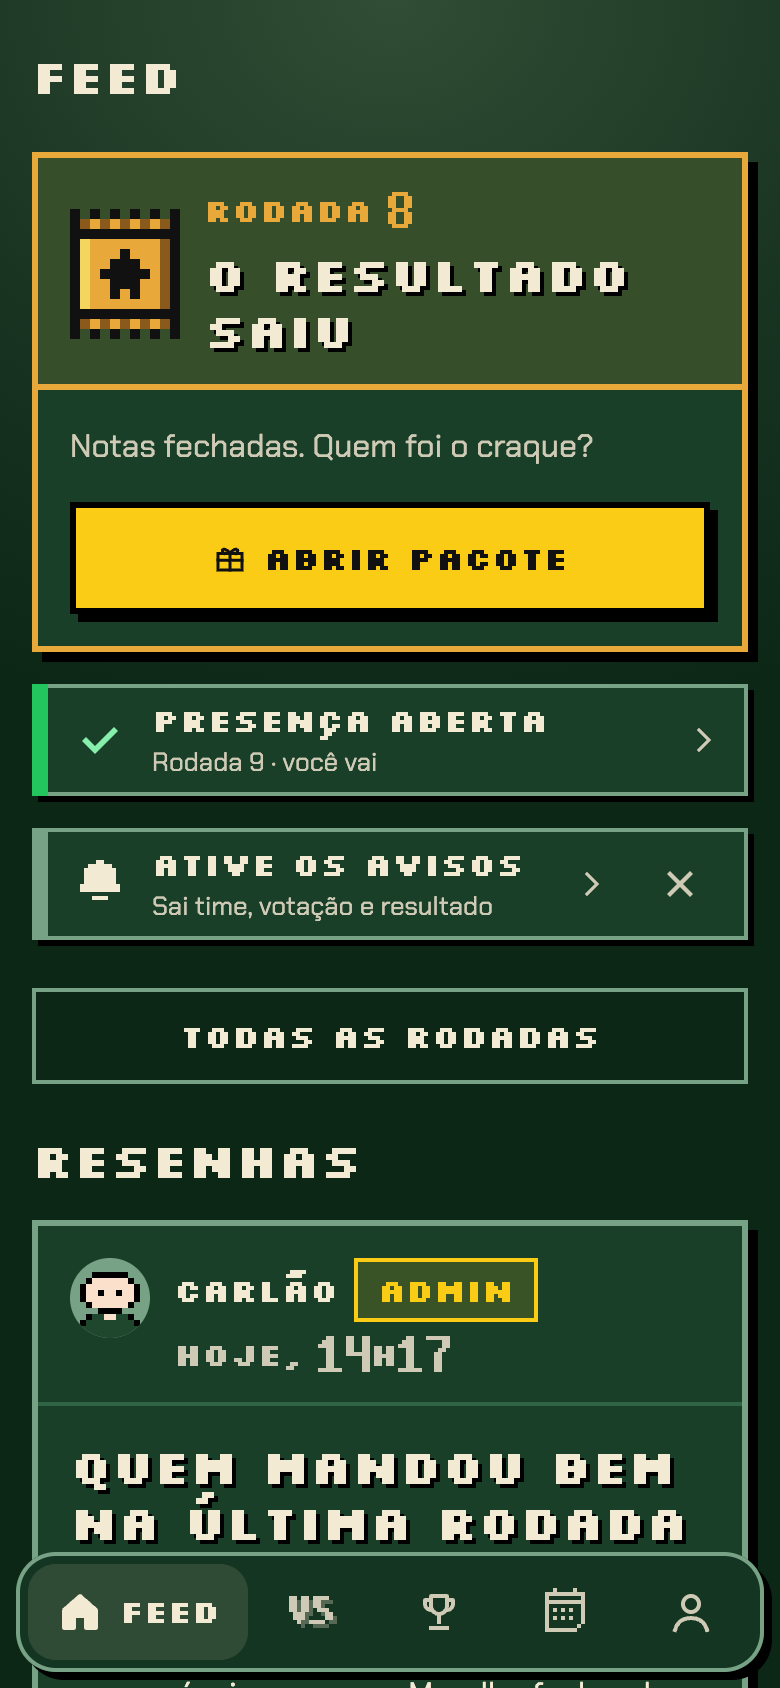 FEED
RODADA 8
O RESULTADO
SAIU
Notas fechadas. Quem foi o craque?
ABRIR PACOTE
PRESENÇA ABERTA
Rodada 9 · você vai
ATIVE OS AVISOS
Sai time, votação e resultado
TODAS AS RODADAS
RESENHAS
CARLÃO ADMIN
HOJE, 14H17
QUEM MANDOU BEM
NA ÚLTIMA RODADA
FEED VS